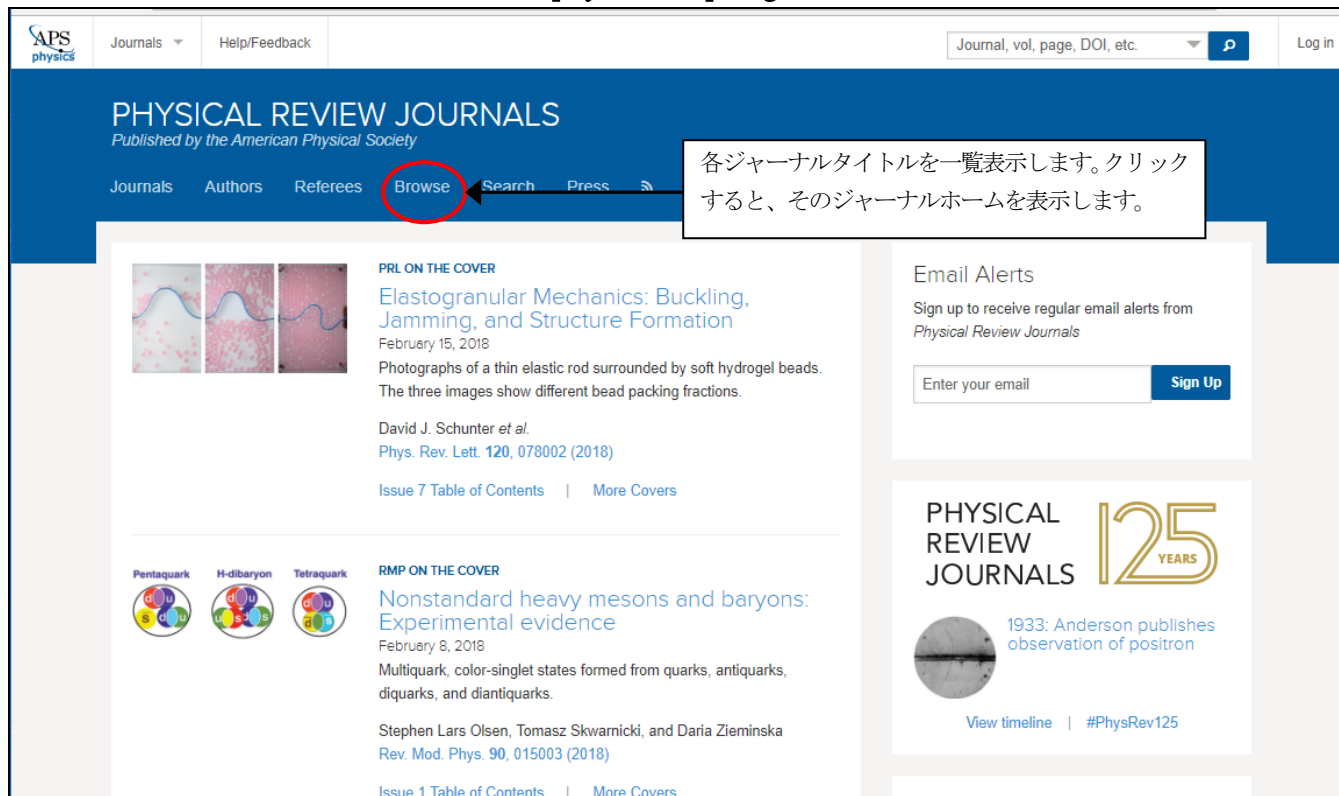 APS
physics
Journals
Help/Feedback
Journal, vol, page, DOI, etc.
Log in
PHYSICAL REVIEW JOURNALS
Published by the American Physical Society
Journals Authors Referees Browse Search Press
各ジャーナルタイトルを一覧表示します。クリック
すると、そのジャーナルホームを表示します。
PRL ON THE COVER
Elastogranular Mechanics: Buckling,
Jamming, and Structure Formation
February 15, 2018
Photographs of a thin elastic rod surrounded by soft hydrogel beads.
The three images show different bead packing fractions.
David J. Schunter et al.
Phys. Rev. Lett. 120, 078002 (2018)
Issue 7 Table of Contents | More Covers
Pentaquark H-dibaryon Tetraquark
RMP ON THE COVER
Nonstandard heavy mesons and baryons:
Experimental evidence
February 8, 2018
Multiquark, color-singlet states formed from quarks, antiquarks,
diquarks, and diantiquarks.
Stephen Lars Olsen, Tomasz Skwarnicki, and Daria Zieminska
Rev. Mod. Phys. 90, 015003 (2018)
Issue 1 Table of Contents | More Covers
Email Alerts
Sign up to receive regular email alerts from
Physical Review Journals
Enter your email
Sign Up
PHYSICAL
REVIEW
JOURNALS
125
YEARS
1933: Anderson publishes
observation of positron
View timeline | #PhysRev125